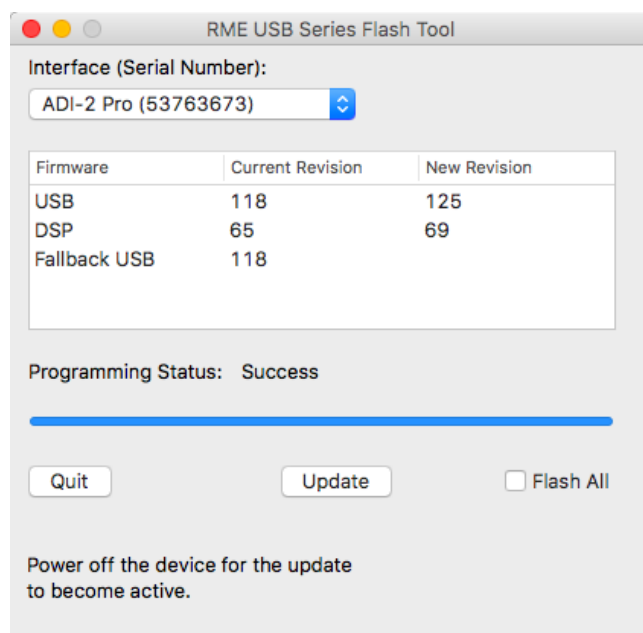 RME USB Series Flash Tool
Interface (Serial Number):
ADI-2 Pro (53763673)
Firmware Current Revision New Revision
USB 118 125
DSP 65 69
Fallback USB 118
Programming Status: Success
Quit Update Flash All
Power off the device for the update
to become active.